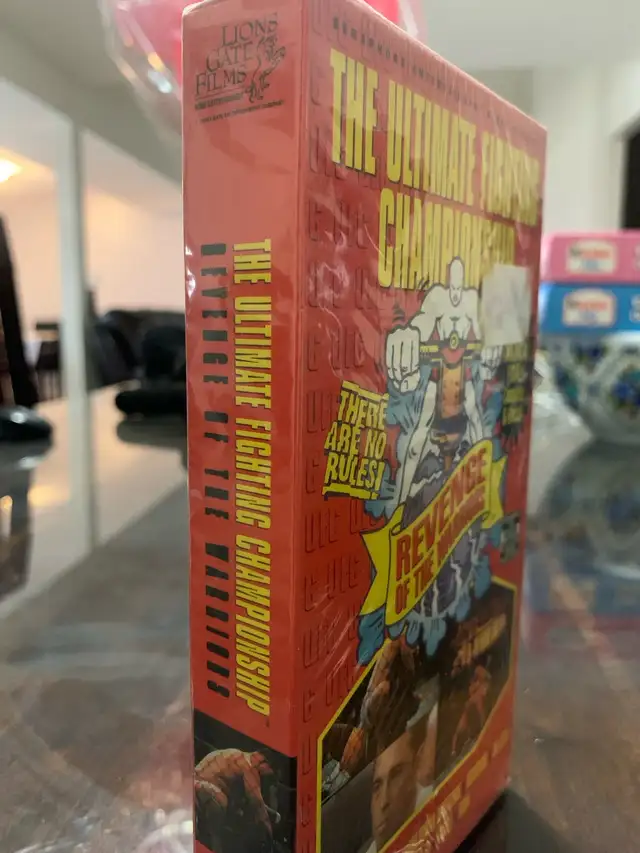 LIONS
GATE
FILMS
THE ULTIMATE FIGHTING CHAMPIONSHIP
REVENGE OF THE WARRIORS
THE ULTIMATE FIGHTING
CHAMPIONSHIP
THERE
ARE NO
RULES!
REVENGE
OF THE WARRIORS